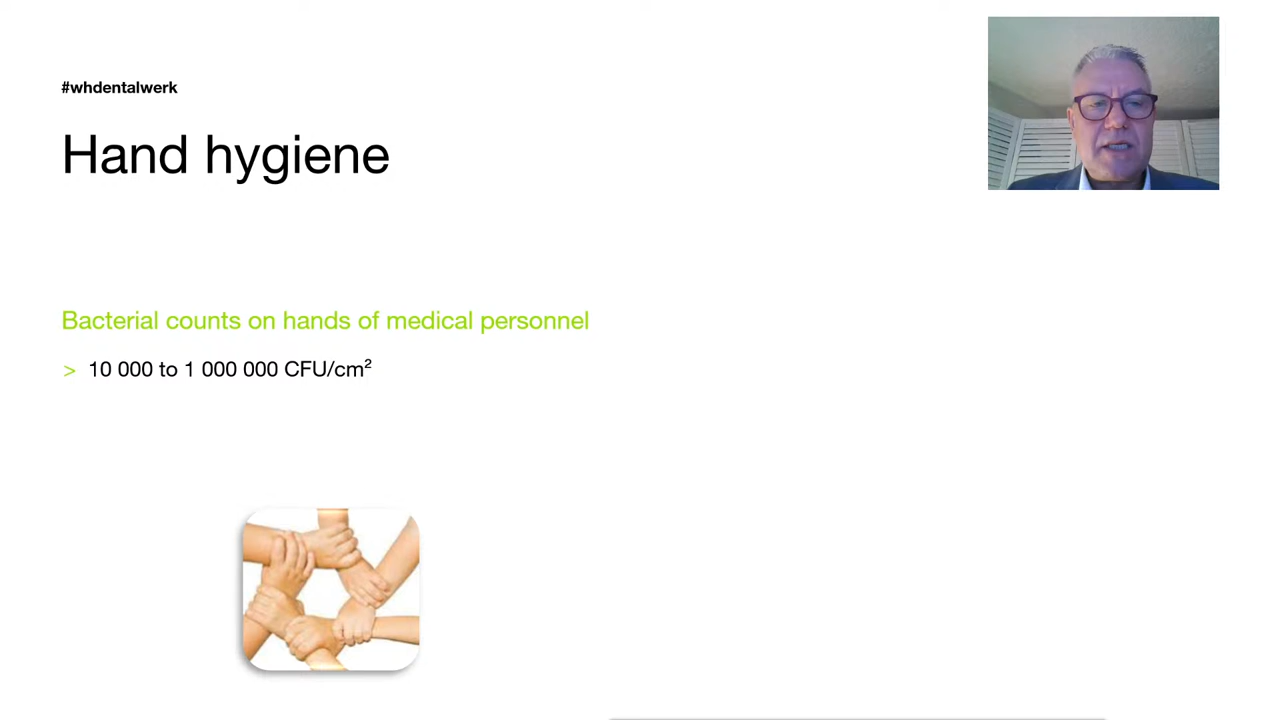 #whdentalwerk
Hand hygiene
Bacterial counts on hands of medical personnel
> 10 000 to 1 000 000 CFU/cm²